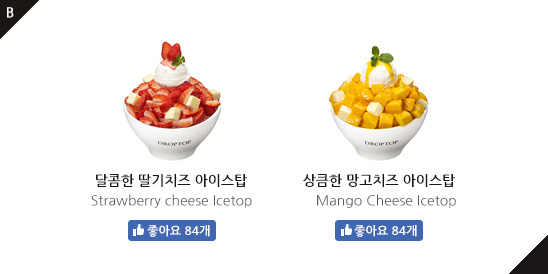 B
DROPTOP
DROPTOP
달콤한 딸기치즈 아이스탑
상큼한 망고치즈 아이스탑
Strawberry cheese Icetop
Mango Cheese Icetop
좋아요 84개
좋아요 84개